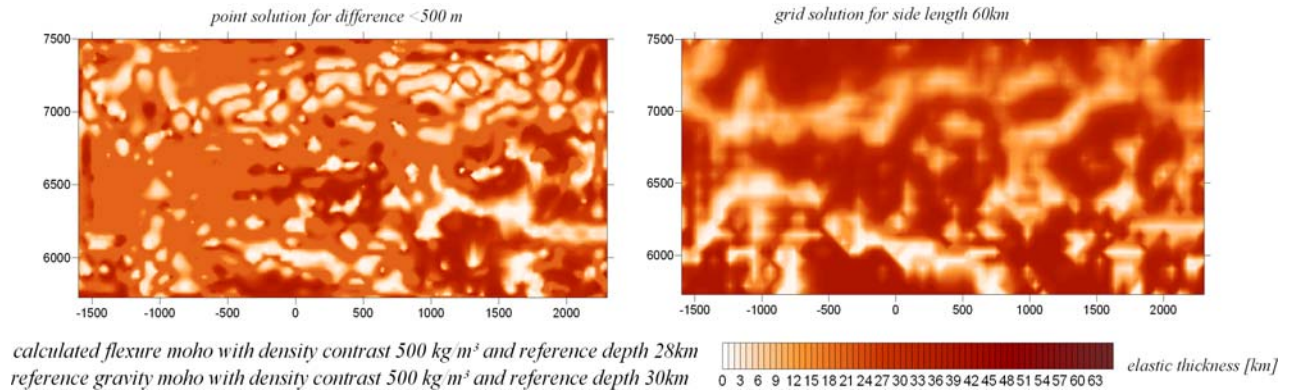 point solution for difference <500 m
grid solution for side length 60km
7500
7000
6500
6000
-1500 -1000 -500 0 500 1000 1500 2000
7500
7000
6500
6000
-1500 -1000 -500 0 500 1000 1500 2000
calculated flexure moho with density contrast 500 kg/m³ and reference depth 28km
reference gravity moho with density contrast 500 kg/m³ and reference depth 30km
0 3 6 9 12 15 18 21 24 27 30 33 36 39 42 45 48 51 54 57 60 63
elastic thickness [km]